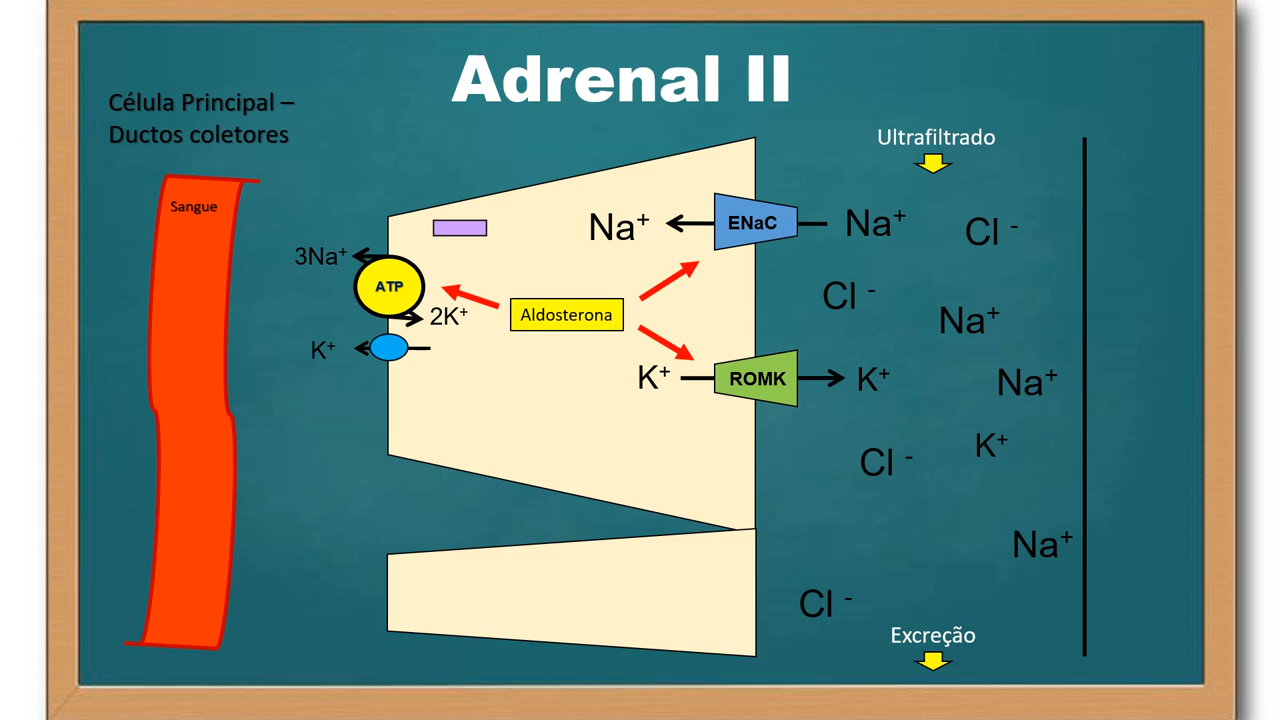 Adrenal II
Célula Principal –
Ductos coletores
Ultrafiltrado
Sangue
Na⁺
ENaC
Na⁺
Cl ⁻
3Na⁺
ATP
2K⁺
Aldosterona
Cl ⁻
Na⁺
K⁺
K⁺
ROMK
K⁺
Na⁺
K⁺
Cl ⁻
Na⁺
Cl ⁻
Excreção